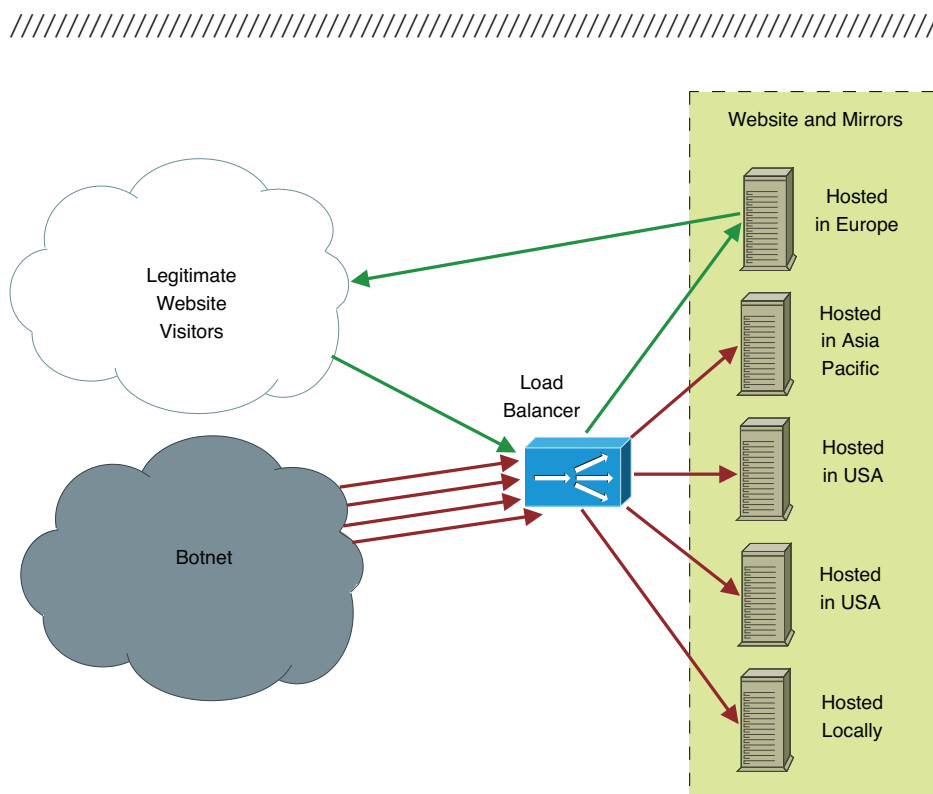 Website and Mirrors
Hosted
in Europe
Legitimate
Website
Visitors
Hosted
in Asia
Pacific
Load
Balancer
Hosted
in USA
Botnet
Hosted
in USA
Hosted
Locally